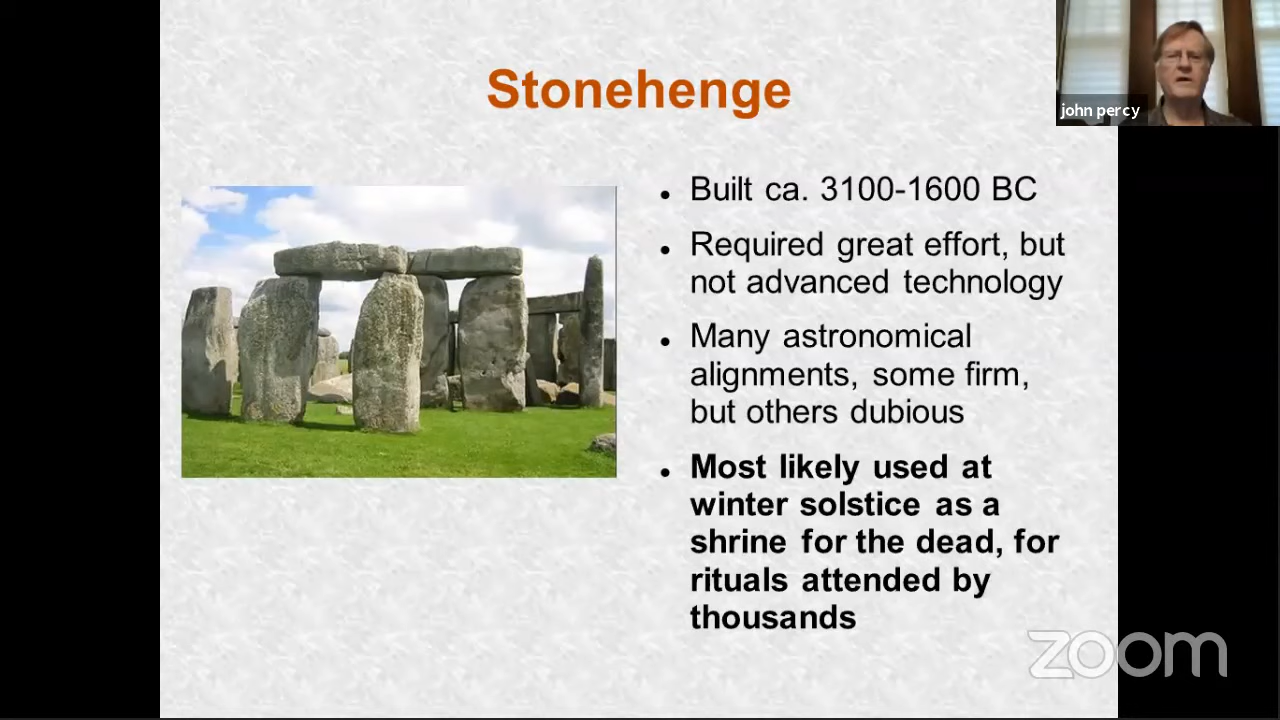 Stonehenge
john percy
Built ca. 3100-1600 BC
Required great effort, but
not advanced technology
Many astronomical
alignments, some firm,
but others dubious
Most likely used at
winter solstice as a
shrine for the dead, for
rituals attended by
thousands
zoom